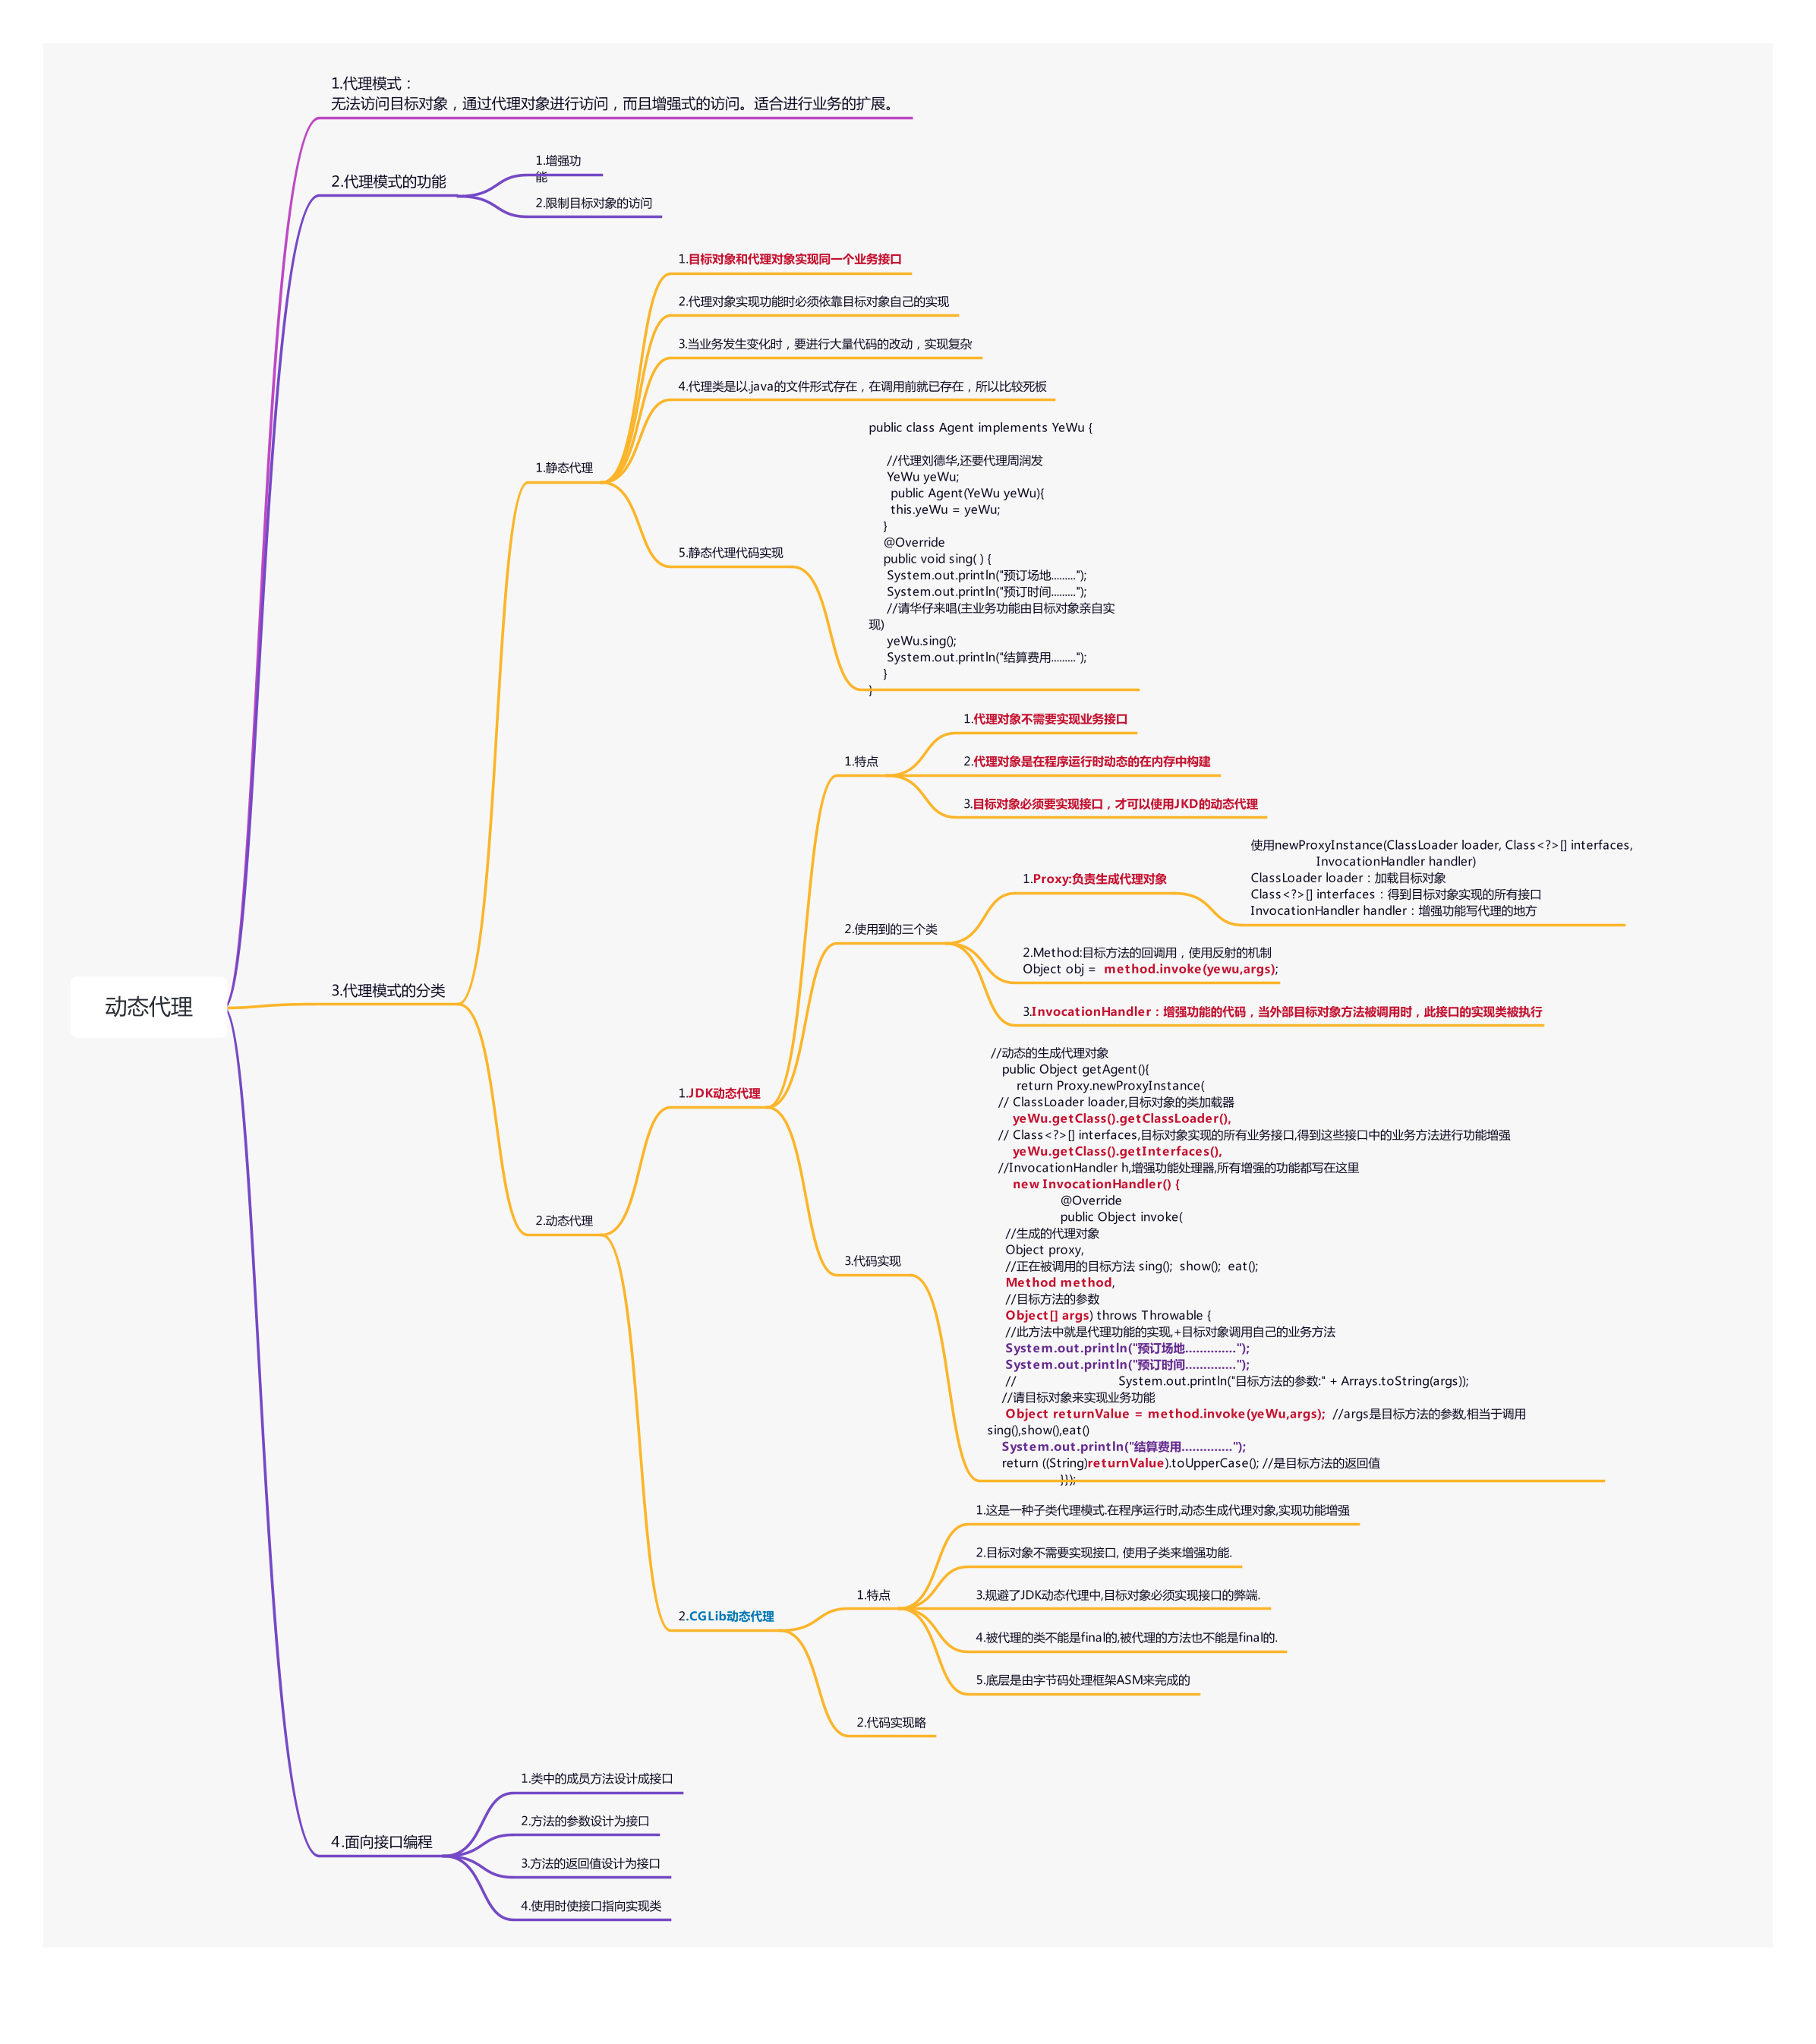 动态代理
1.代理模式：
无法访问目标对象，通过代理对象进行访问，而且增强式的访问。适合进行业务的扩展。
2.代理模式的功能
1.增强功
能
2.限制目标对象的访问
3.代理模式的分类
1.静态代理
1.目标对象和代理对象实现同一个业务接口
2.代理对象实现功能时必须依靠目标对象自己的实现
3.当业务发生变化时，要进行大量代码的改动，实现复杂
4.代理类是以.java的文件形式存在，在调用前就已存在，所以比较死板
5.静态代理代码实现
public class Agent implements YeWu {
//代理刘德华,还要代理周润发
YeWu yeWu;
public Agent(YeWu yeWu){
this.yeWu = yeWu;
}
@Override
public void sing( ) {
System.out.println("预订场地.........");
System.out.println("预订时间.........");
//请华仔来唱(主业务功能由目标对象亲自实
现)
yeWu.sing();
System.out.println("结算费用.........");
}
}
2.动态代理
1.JDK动态代理
1.特点
1.代理对象不需要实现业务接口
2.代理对象是在程序运行时动态的在内存中构建
3.目标对象必须要实现接口，才可以使用JKD的动态代理
2.使用到的三个类
1.Proxy:负责生成代理对象
使用newProxyInstance(ClassLoader loader, Class<?>[] interfaces,
InvocationHandler handler)
ClassLoader loader：加载目标对象
Class<?>[] interfaces：得到目标对象实现的所有接口
InvocationHandler handler：增强功能写代理的地方
2.Method:目标方法的回调用，使用反射的机制
Object obj =  method.invoke(yewu,args);
3.InvocationHandler：增强功能的代码，当外部目标对象方法被调用时，此接口的实现类被执行
3.代码实现
//动态的生成代理对象
public Object getAgent(){
return Proxy.newProxyInstance(
// ClassLoader loader,目标对象的类加载器
yeWu.getClass().getClassLoader(),
// Class<?>[] interfaces,目标对象实现的所有业务接口,得到这些接口中的业务方法进行功能增强
yeWu.getClass().getInterfaces(),
//InvocationHandler h,增强功能处理器,所有增强的功能都写在这里
new InvocationHandler() {
@Override
public Object invoke(
//生成的代理对象
Object proxy,
//正在被调用的目标方法 sing();  show();  eat();
Method method,
//目标方法的参数
Object[] args) throws Throwable {
//此方法中就是代理功能的实现,+目标对象调用自己的业务方法
System.out.println("预订场地..............");
System.out.println("预订时间..............");
//                System.out.println("目标方法的参数:" + Arrays.toString(args));
//请目标对象来实现业务功能
Object returnValue = method.invoke(yeWu,args);  //args是目标方法的参数,相当于调用
sing(),show(),eat()
System.out.println("结算费用..............");
return ((String)returnValue).toUpperCase(); //是目标方法的返回值
}});
2.CGLib动态代理
1.特点
1.这是一种子类代理模式.在程序运行时,动态生成代理对象,实现功能增强
2.目标对象不需要实现接口, 使用子类来增强功能.
3.规避了JDK动态代理中,目标对象必须实现接口的弊端.
4.被代理的类不能是final的,被代理的方法也不能是final的.
5.底层是由字节码处理框架ASM来完成的
2.代码实现略
4.面向接口编程
1.类中的成员方法设计成接口
2.方法的参数设计为接口
3.方法的返回值设计为接口
4.使用时使接口指向实现类